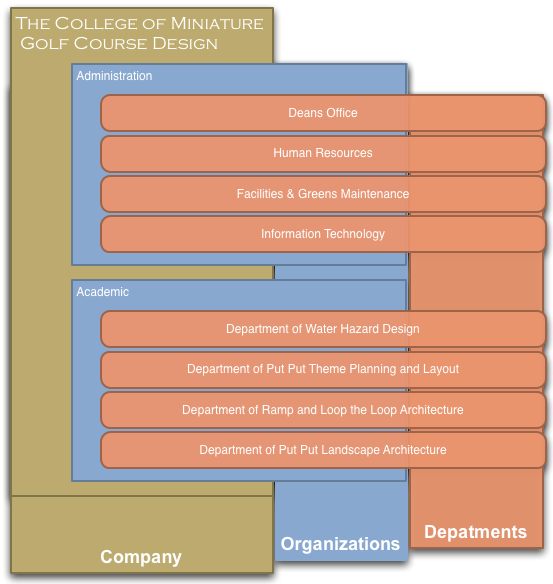 The College of Miniature
Golf Course Design
Administration
Deans Office
Human Resources
Facilities & Greens Maintenance
Information Technology
Academic
Department of Water Hazard Design
Department of Put Put Theme Planning and Layout
Department of Ramp and Loop the Loop Architecture
Department of Put Put Landscape Architecture
Company
Organizations
Depatments